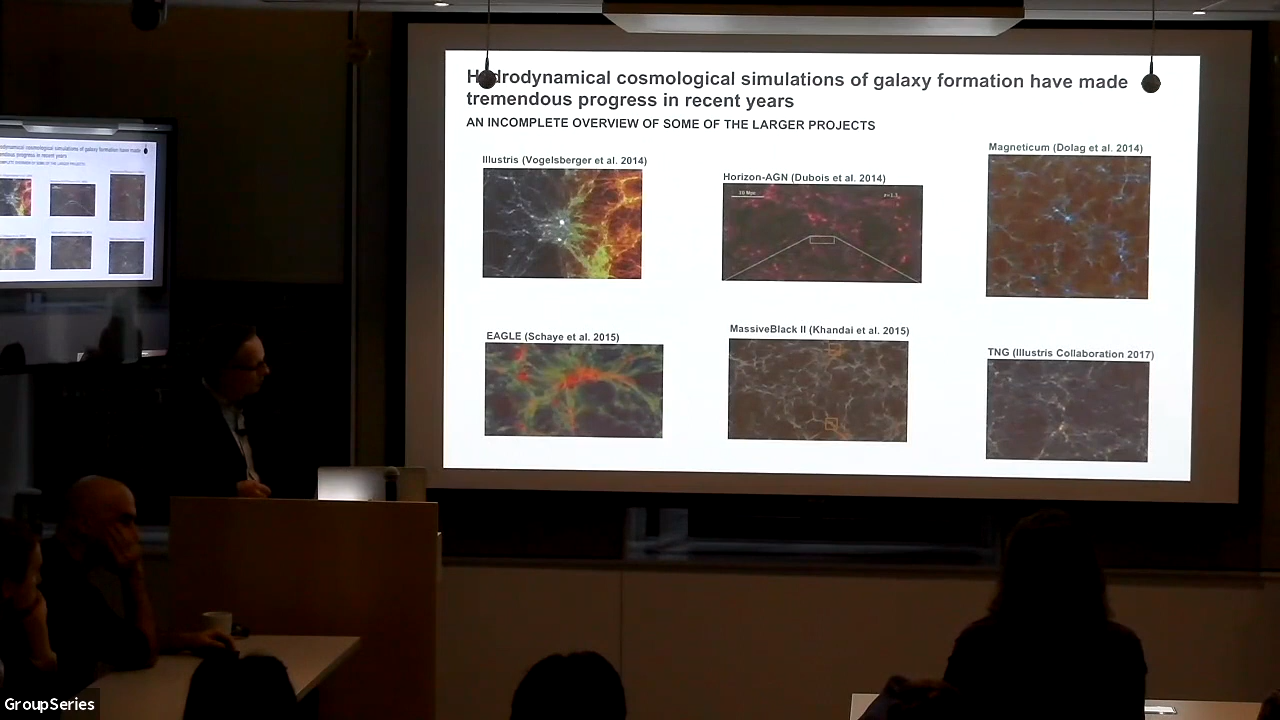 Hydrodynamical cosmological simulations of galaxy formation have made
tremendous progress in recent years
AN INCOMPLETE OVERVIEW OF SOME OF THE LARGER PROJECTS
Illustris (Vogelsberger et al. 2014)
Horizon-AGN (Dubois et al. 2014)
Magneticum (Dolag et al. 2014)
10 Mpc
EAGLE (Schaye et al. 2015)
MassiveBlack II (Khandai et al. 2015)
TNG (Illustris Collaboration 2017)
GroupSeries